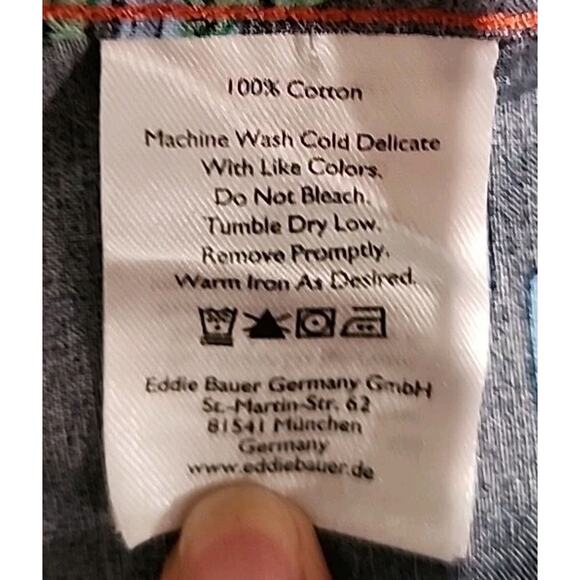 100% Cotton
Machine Wash Cold Delicate
With Like Colors.
Do Not Bleach.
Tumble Dry Low.
Remove Promptly.
Warm Iron As Desired.
Eddie Bauer Germany GmbH
St.-Martin-Str. 62
81541 München
Germany
www.eddiebauer.de